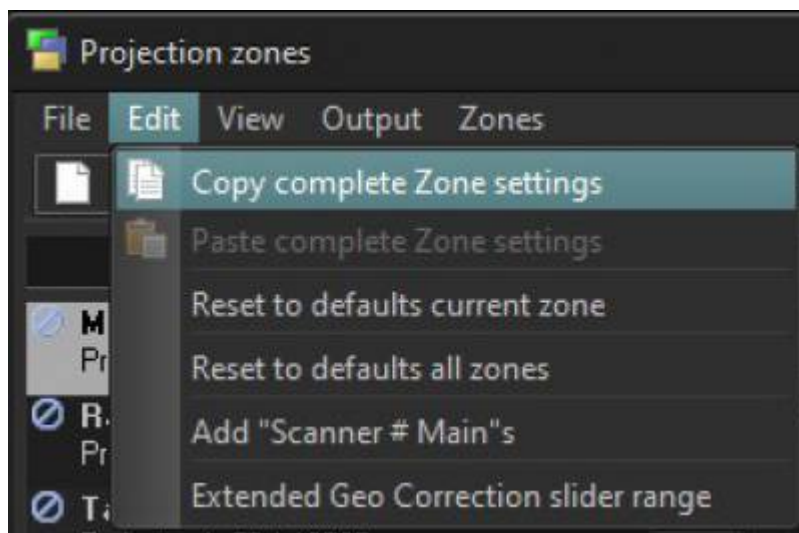 Projection zones
File Edit View Output Zones
Copy complete Zone settings
Paste complete Zone settings
Reset to defaults current zone
Reset to defaults all zones
Add "Scanner # Main"s
Extended Geo Correction slider range